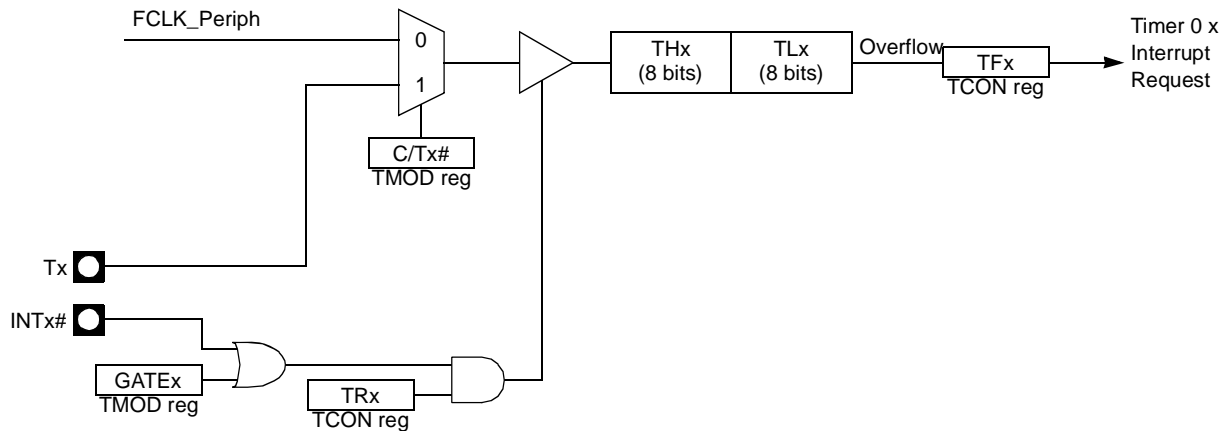 FCLK_Periph
0
1
THx
(8 bits)
TLx
(8 bits)
Overflow
TFx
TCON reg
Timer 0 x
Interrupt
Request
C/Tx#
TMOD reg
Tx
INTx#
GATEx
TMOD reg
TRx
TCON reg